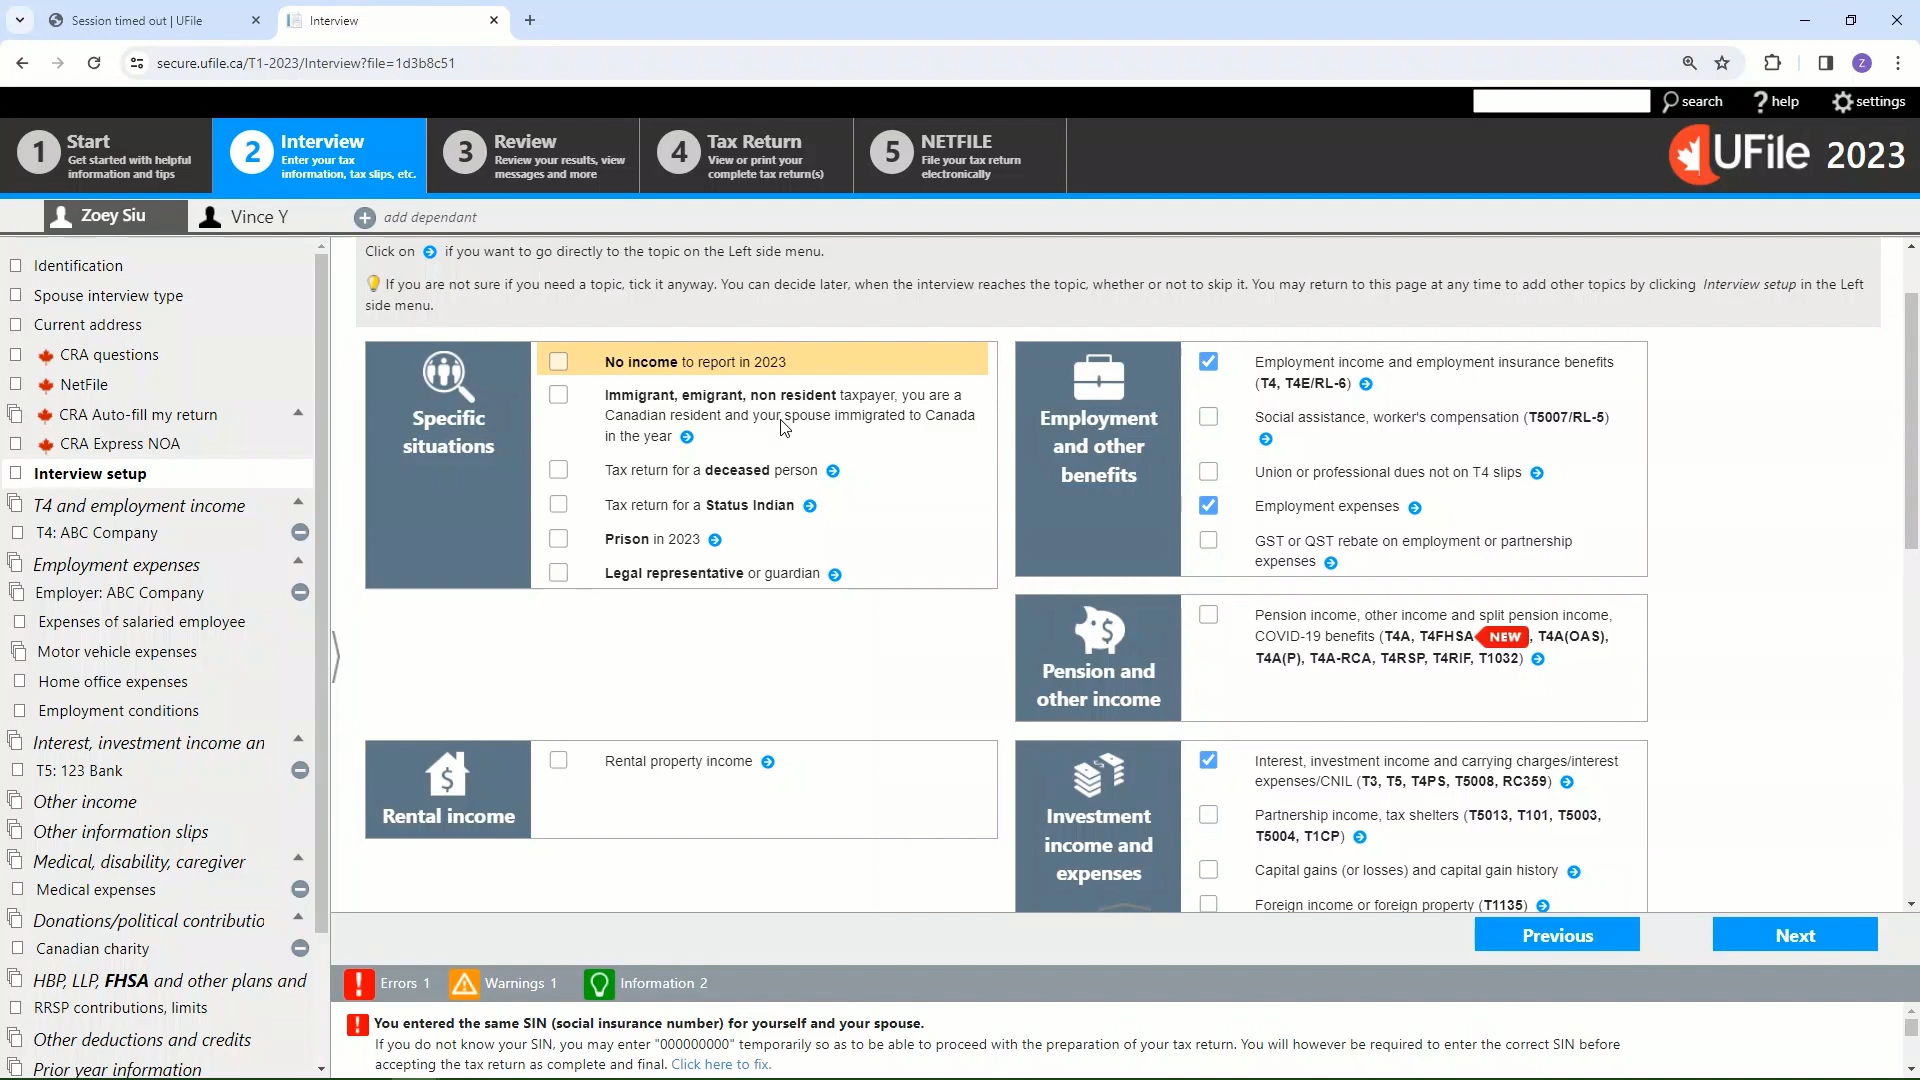 Session timed out | UFile
Interview
secure.ufile.ca/T1-2023/Interview?file=1d3b8c51
Z
search
help
settings
1 Start
Get started with helpful
information and tips
2 Interview
Enter your tax
information, tax slips, etc.
3 Review
Review your results, view
messages and more
4 Tax Return
View or print your
complete tax return(s)
5 NETFILE
File your tax return
electronically
UFile 2023
Zoey Siu
Vince Y
add dependant
Identification
Spouse interview type
Current address
CRA questions
NetFile
CRA Auto-fill my return
CRA Express NOA
Interview setup
T4 and employment income
T4: ABC Company
Employment expenses
Employer: ABC Company
Expenses of salaried employee
Motor vehicle expenses
Home office expenses
Employment conditions
Interest, investment income an
T5: 123 Bank
Other income
Other information slips
Medical, disability, caregiver
Medical expenses
Donations/political contributio
Canadian charity
HBP, LLP, FHSA and other plans and
RRSP contributions, limits
Other deductions and credits
Prior year information
Click on if you want to go directly to the topic on the Left side menu.
If you are not sure if you need a topic, tick it anyway. You can decide later, when the interview reaches the topic, whether or not to skip it. You may return to this page at any time to add other topics by clicking Interview setup in the Left
side menu.
Specific
situations
No income to report in 2023
Immigrant, emigrant, non resident taxpayer, you are a
Canadian resident and your spouse immigrated to Canada
in the year
Tax return for a deceased person
Tax return for a Status Indian
Prison in 2023
Legal representative or guardian
Employment
and other
benefits
Employment income and employment insurance benefits
(T4, T4E/RL-6)
Social assistance, worker's compensation (T5007/RL-5)
Union or professional dues not on T4 slips
Employment expenses
GST or QST rebate on employment or partnership
expenses
Pension and
other income
Pension income, other income and split pension income,
COVID-19 benefits (T4A, T4FHSA NEW , T4A(OAS),
T4A(P), T4A-RCA, T4RSP, T4RIF, T1032)
Rental income
Rental property income
Investment
income and
expenses
Interest, investment income and carrying charges/interest
expenses/CNIL (T3, T5, T4PS, T5008, RC359)
Partnership income, tax shelters (T5013, T101, T5003,
T5004, T1CP)
Capital gains (or losses) and capital gain history
Foreign income or foreign property (T1135)
Previous
Next
Errors 1
Warnings 1
Information 2
You entered the same SIN (social insurance number) for yourself and your spouse.
If you do not know your SIN, you may enter "000000000" temporarily so as to be able to proceed with the preparation of your tax return. You will however be required to enter the correct SIN before
accepting the tax return as complete and final. Click here to fix.